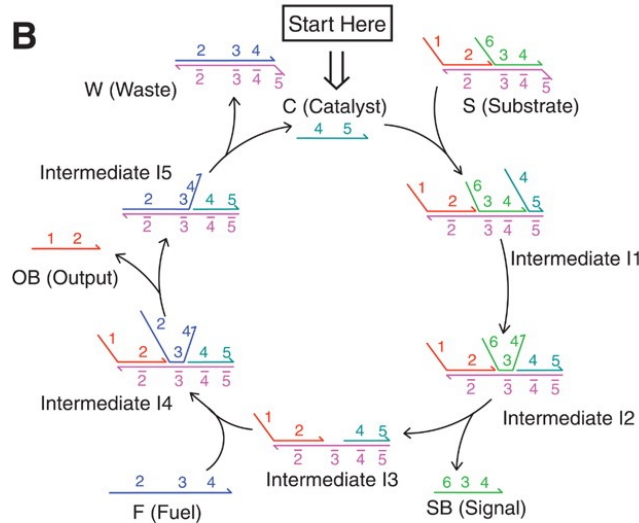 B
Start Here
C (Catalyst)
4 5
6
1 2 3 4
2̅ 3̅ 4̅ 5̅
S (Substrate)
4
1 6
2 3 4 5
2̅ 3̅ 4̅ 5̅
Intermediate I1
1 6 4
2 3 4 5
2̅ 3̅ 4̅ 5̅
Intermediate I2
6 3 4
SB (Signal)
1
2 4 5
2̅ 3̅ 4̅ 5̅
Intermediate I3
2 3 4
F (Fuel)
1 2 4
2 3 4 5
2̅ 3̅ 4̅ 5̅
Intermediate I4
1 2
OB (Output)
Intermediate I5
4
2 3 4 5
2̅ 3̅ 4̅ 5̅
2 3 4
2̅ 3̅ 4̅ 5̅
W (Waste)